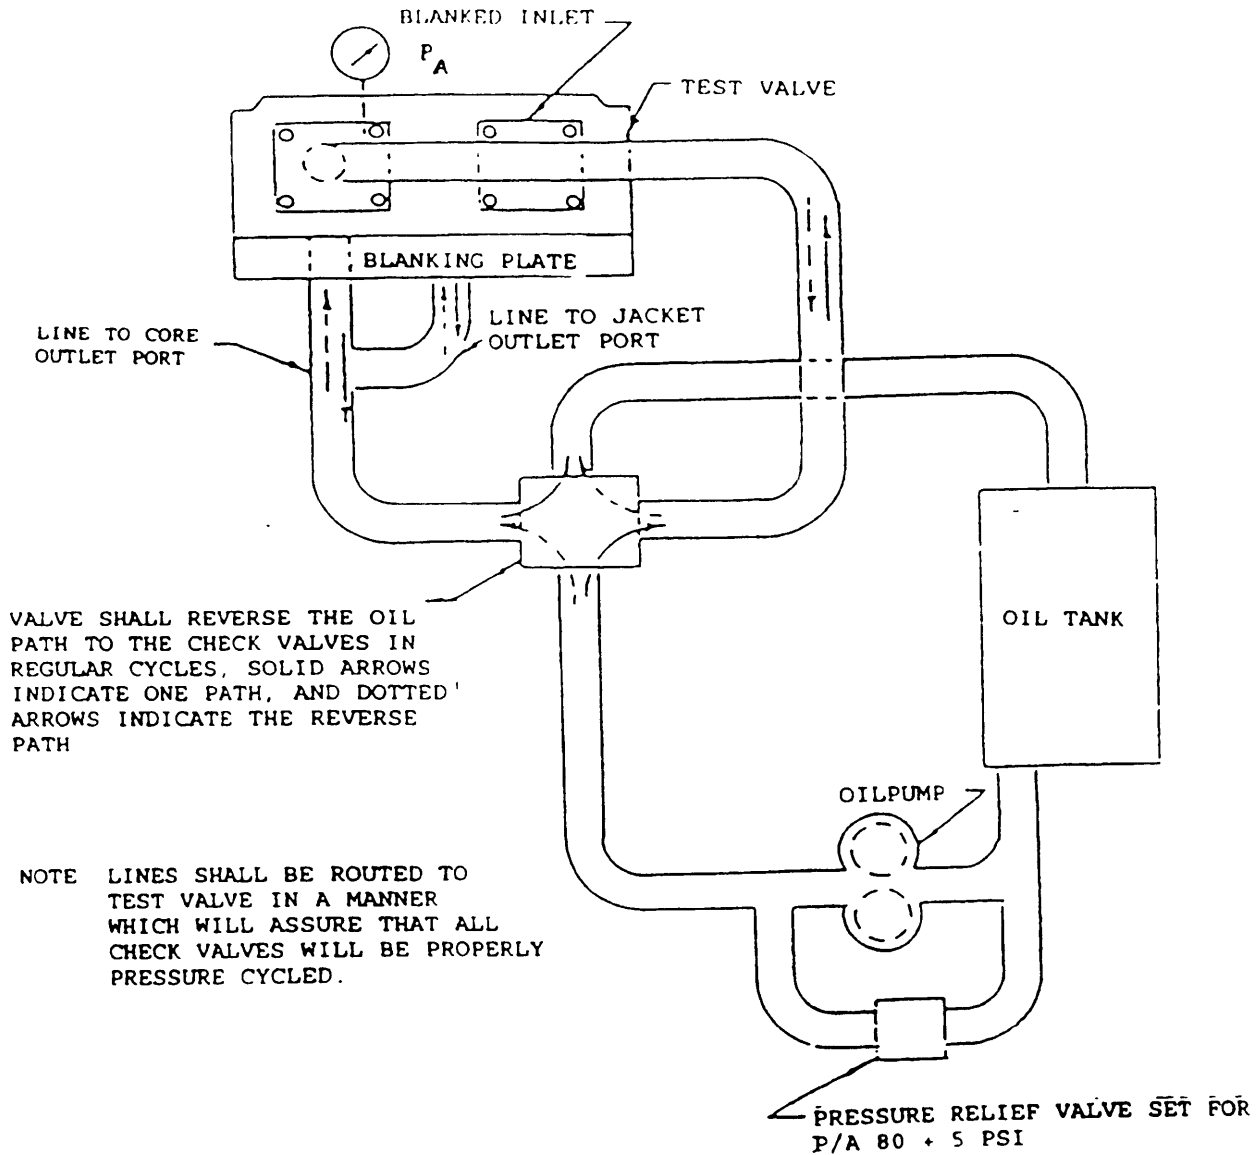 BLANKED INLET
P A
TEST VALVE
BLANKING PLATE
LINE TO CORE
OUTLET PORT
LINE TO JACKET
OUTLET PORT
VALVE SHALL REVERSE THE OIL
PATH TO THE CHECK VALVES IN
REGULAR CYCLES, SOLID ARROWS
INDICATE ONE PATH, AND DOTTED
ARROWS INDICATE THE REVERSE
PATH
OIL TANK
OILPUMP
NOTE LINES SHALL BE ROUTED TO
TEST VALVE IN A MANNER
WHICH WILL ASSURE THAT ALL
CHECK VALVES WILL BE PROPERLY
PRESSURE CYCLED.
PRESSURE RELIEF VALVE SET FOR
P/A 80 + 5 PSI